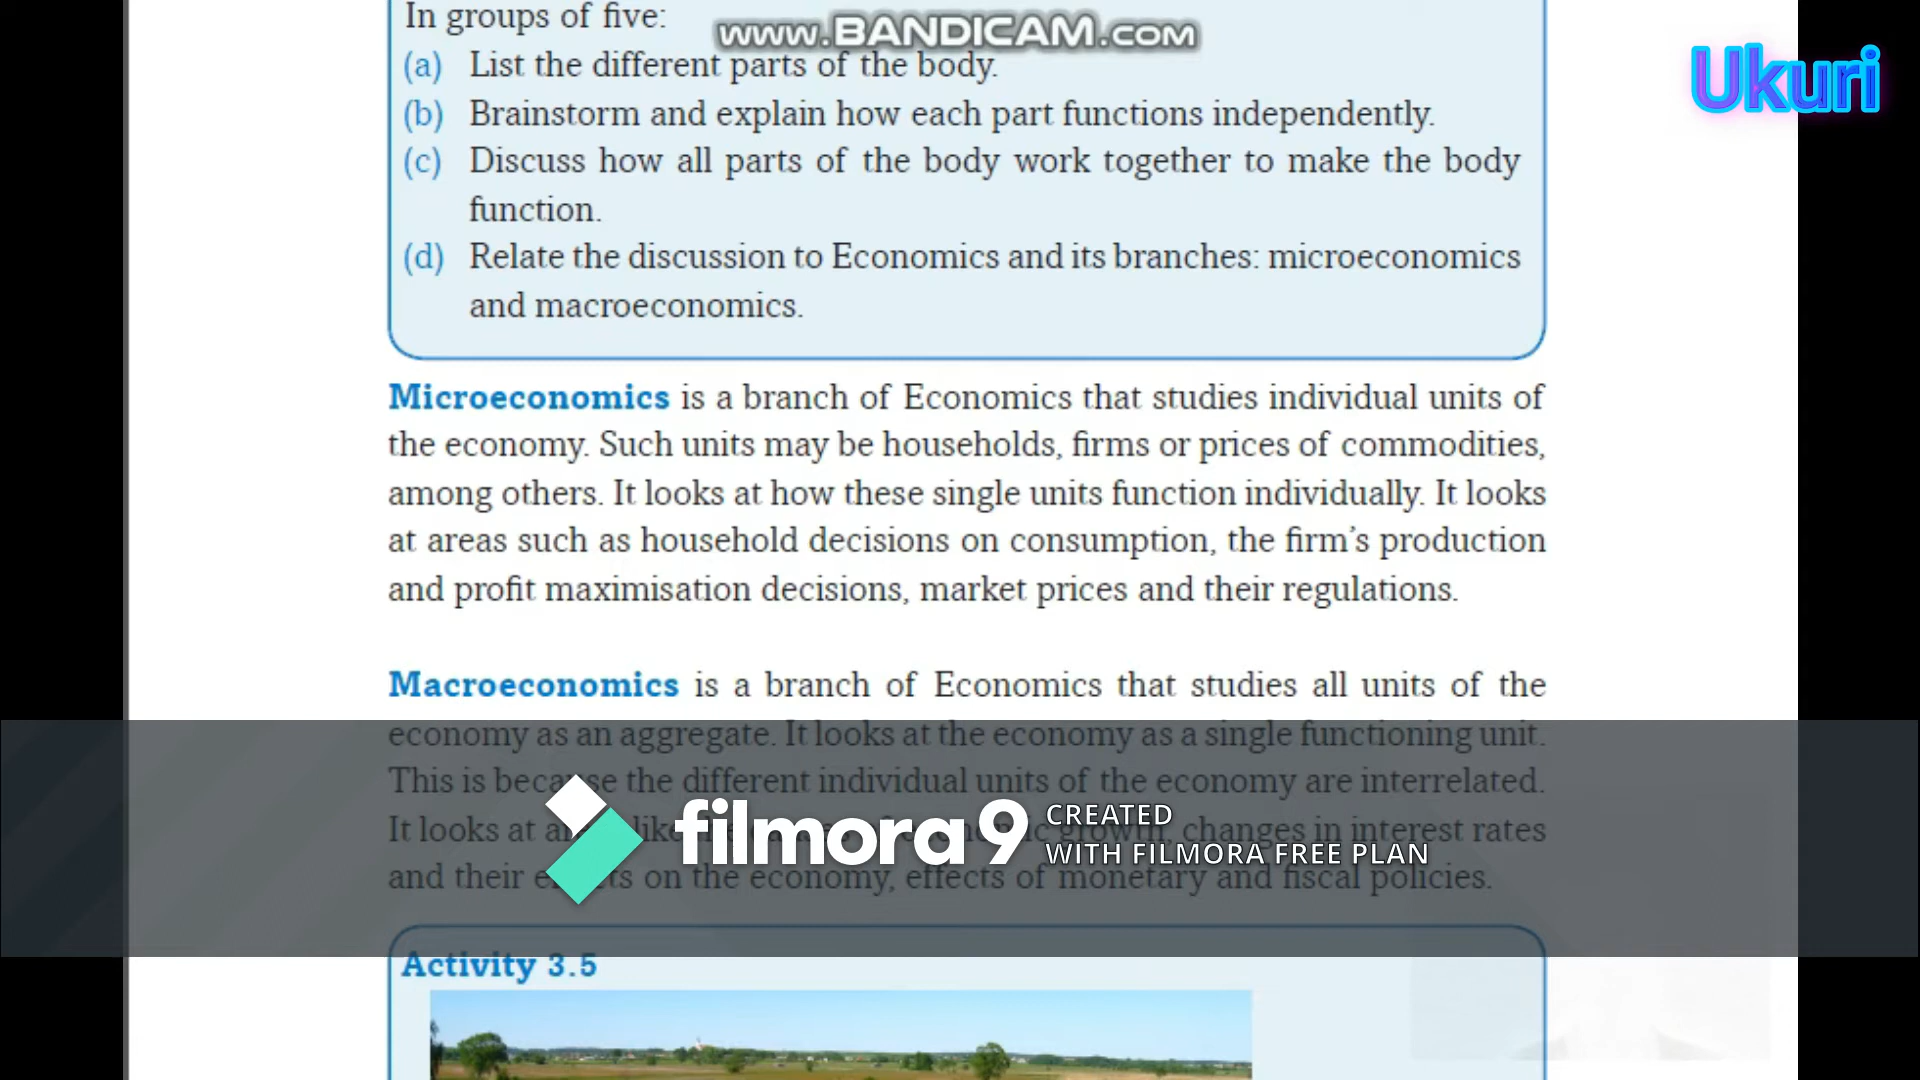 In groups of five:
www.BANDICAM.com
Ukuri
(a) List the different parts of the body.
(b) Brainstorm and explain how each part functions independently.
(c) Discuss how all parts of the body work together to make the body
function.
(d) Relate the discussion to Economics and its branches: microeconomics
and macroeconomics.
Microeconomics is a branch of Economics that studies individual units of
the economy. Such units may be households, firms or prices of commodities,
among others. It looks at how these single units function individually. It looks
at areas such as household decisions on consumption, the firm's production
and profit maximisation decisions, market prices and their regulations.
Macroeconomics is a branch of Economics that studies all units of the
economy as an aggregate. It looks at the economy as a single functioning unit.
This is because the different individual units of the economy are interrelated.
It looks at like growth, changes in interest rates
and their on the economy, effects of monetary and fiscal policies.
filmora9 CREATED
WITH FILMORA FREE PLAN
Activity 3.5